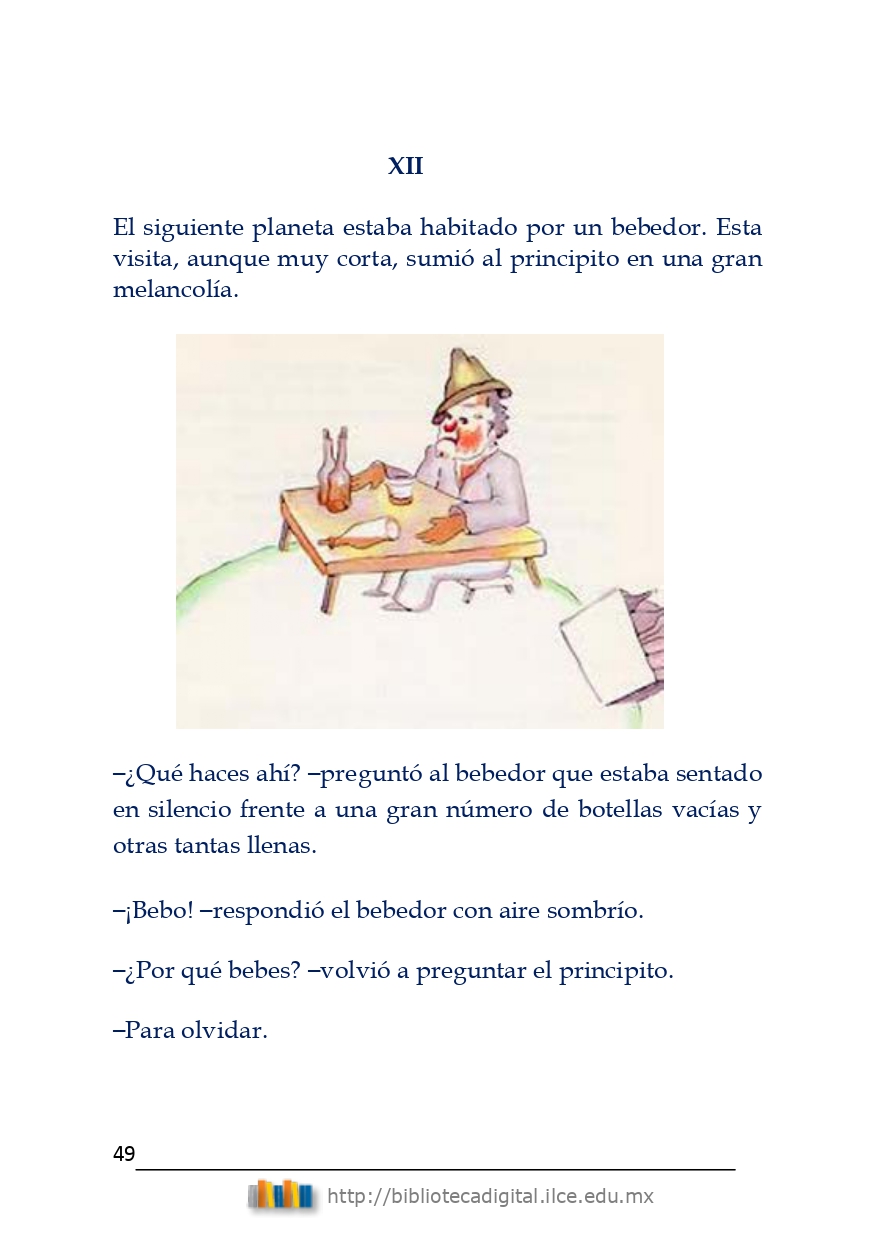 XII
El siguiente planeta estaba habitado por un bebedor. Esta
visita, aunque muy corta, sumió al principito en una gran
melancolía.
–¿Qué haces ahí? –preguntó al bebedor que estaba sentado
en silencio frente a una gran número de botellas vacías y
otras tantas llenas.
–¡Bebo! –respondió el bebedor con aire sombrío.
–¿Por qué bebes? –volvió a preguntar el principito.
–Para olvidar.
49
http://bibliotecadigital.ilce.edu.mx